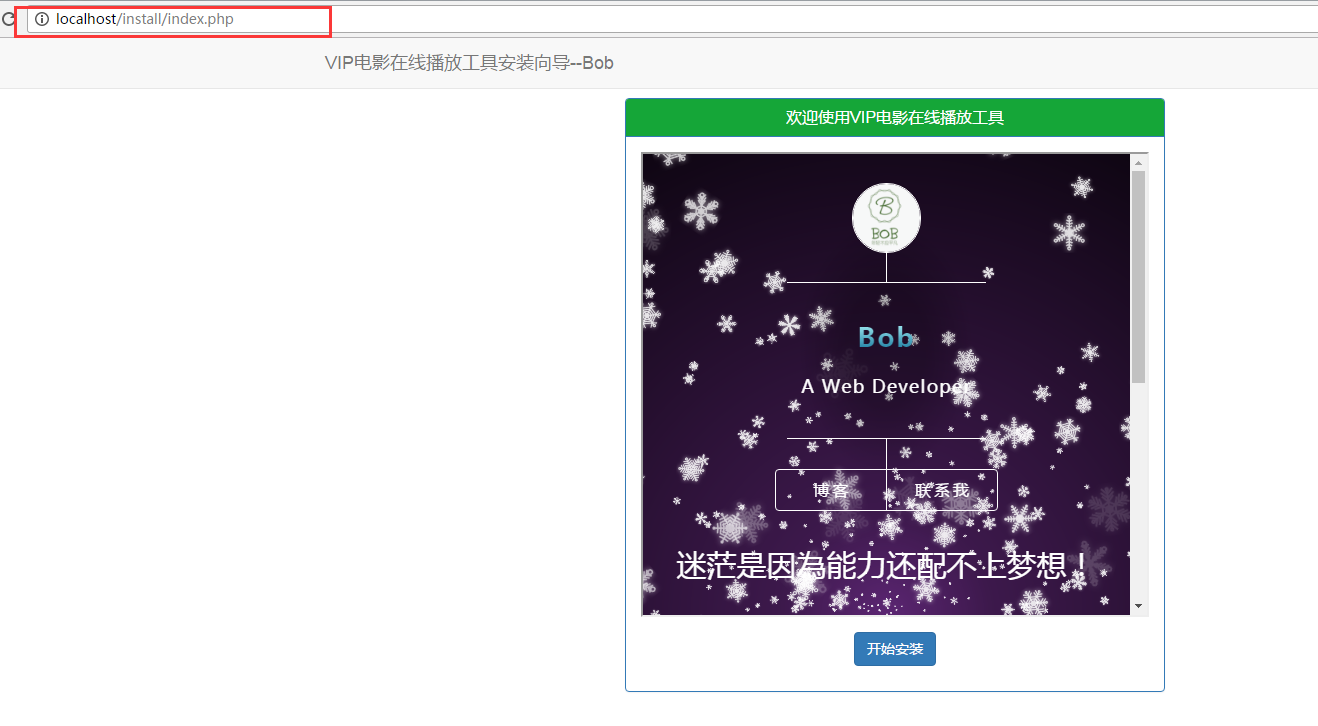 localhost/install/index.php
VIP电影在线播放工具安装向导--Bob
欢迎使用VIP电影在线播放工具
B
BOB
Bob
A Web Developer
博客 联系我
迷茫是因為能力还配不上梦想！
开始安装